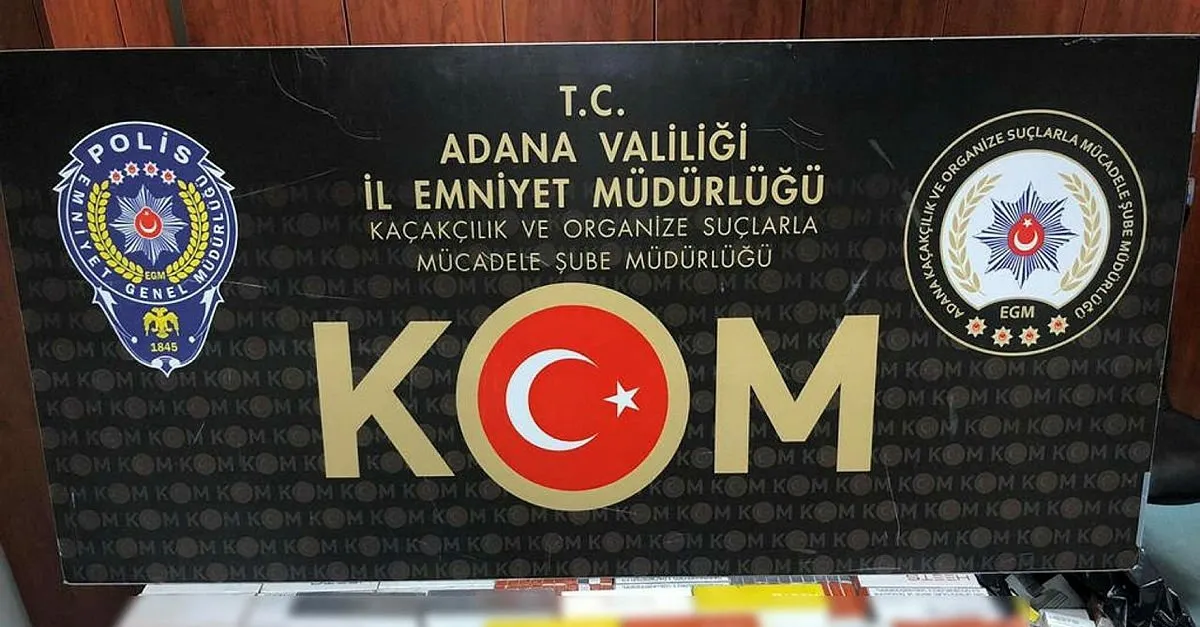 T.C.
ADANA VALİLİĞİ
İL EMNİYET MÜDÜRLÜĞÜ
KAÇAKÇILIK VE ORGANİZE SUÇLARLA
MÜCADELE ŞUBE MÜDÜRLÜĞÜ
POLİS
EMNİYET GENEL MÜDÜRLÜĞÜ
EGM
1845
ADANA KAÇAKÇILIK VE ORGANİZE SUÇLARLA MÜCADELE ŞUBE MÜDÜRLÜĞÜ
EGM
KOM